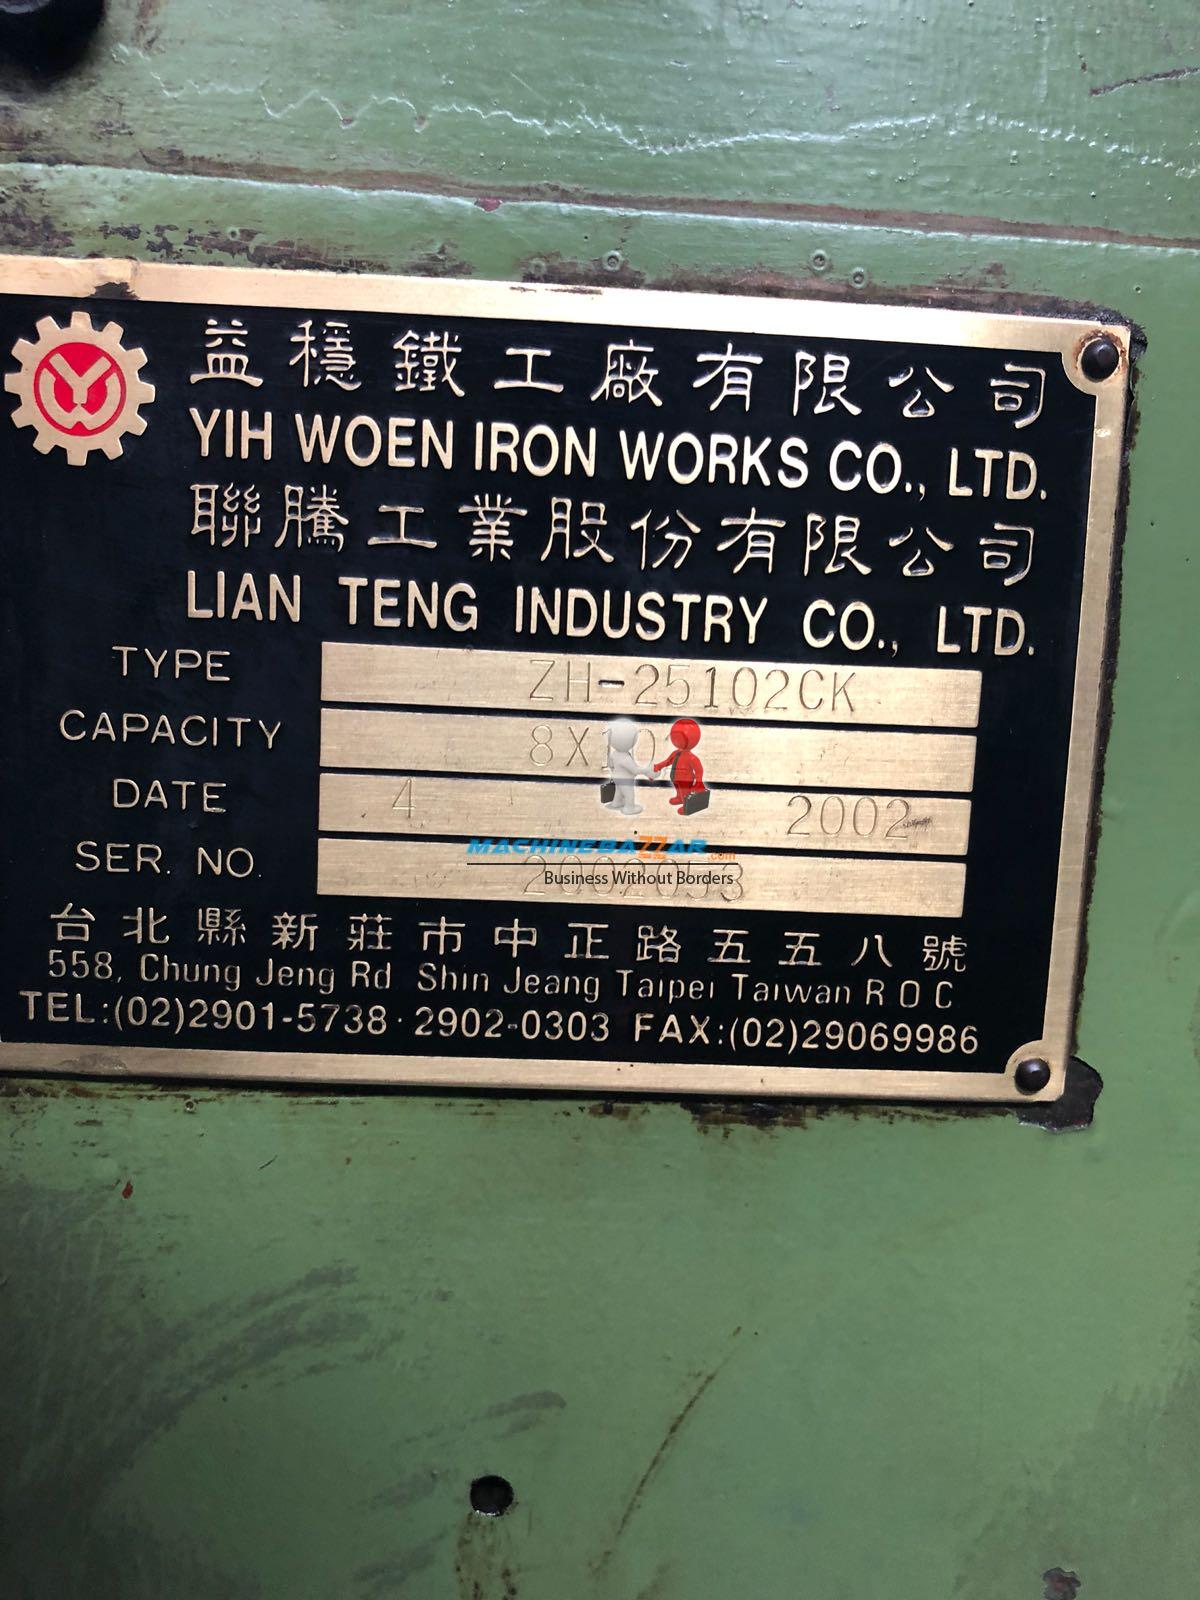 益穩鐵工廠有限公司
YIH WOEN IRON WORKS CO., LTD.
聯騰工業股份有限公司
LIAN TENG INDUSTRY CO., LTD.
TYPE ZH-25102CK
CAPACITY
DATE 4 2002
SER. NO. 2002053
MACHINEBAZZAR.com
Business Without Borders
台北縣新莊市中正路五五八號
558, Chung Jeng Rd Shin Jeang Taipei Taiwan R O C
TEL:(02)2901-5738·2902-0303 FAX:(02)29069986